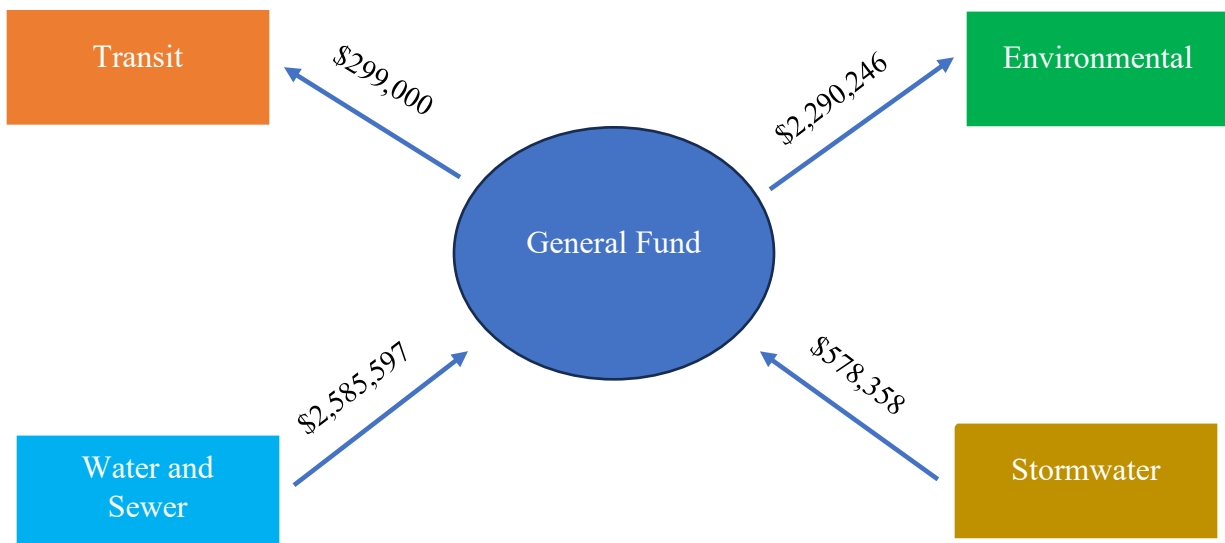 Transit
$299,000
$2,290,246
Environmental
General Fund
$2,585,597
$578,358
Water and
Sewer
Stormwater